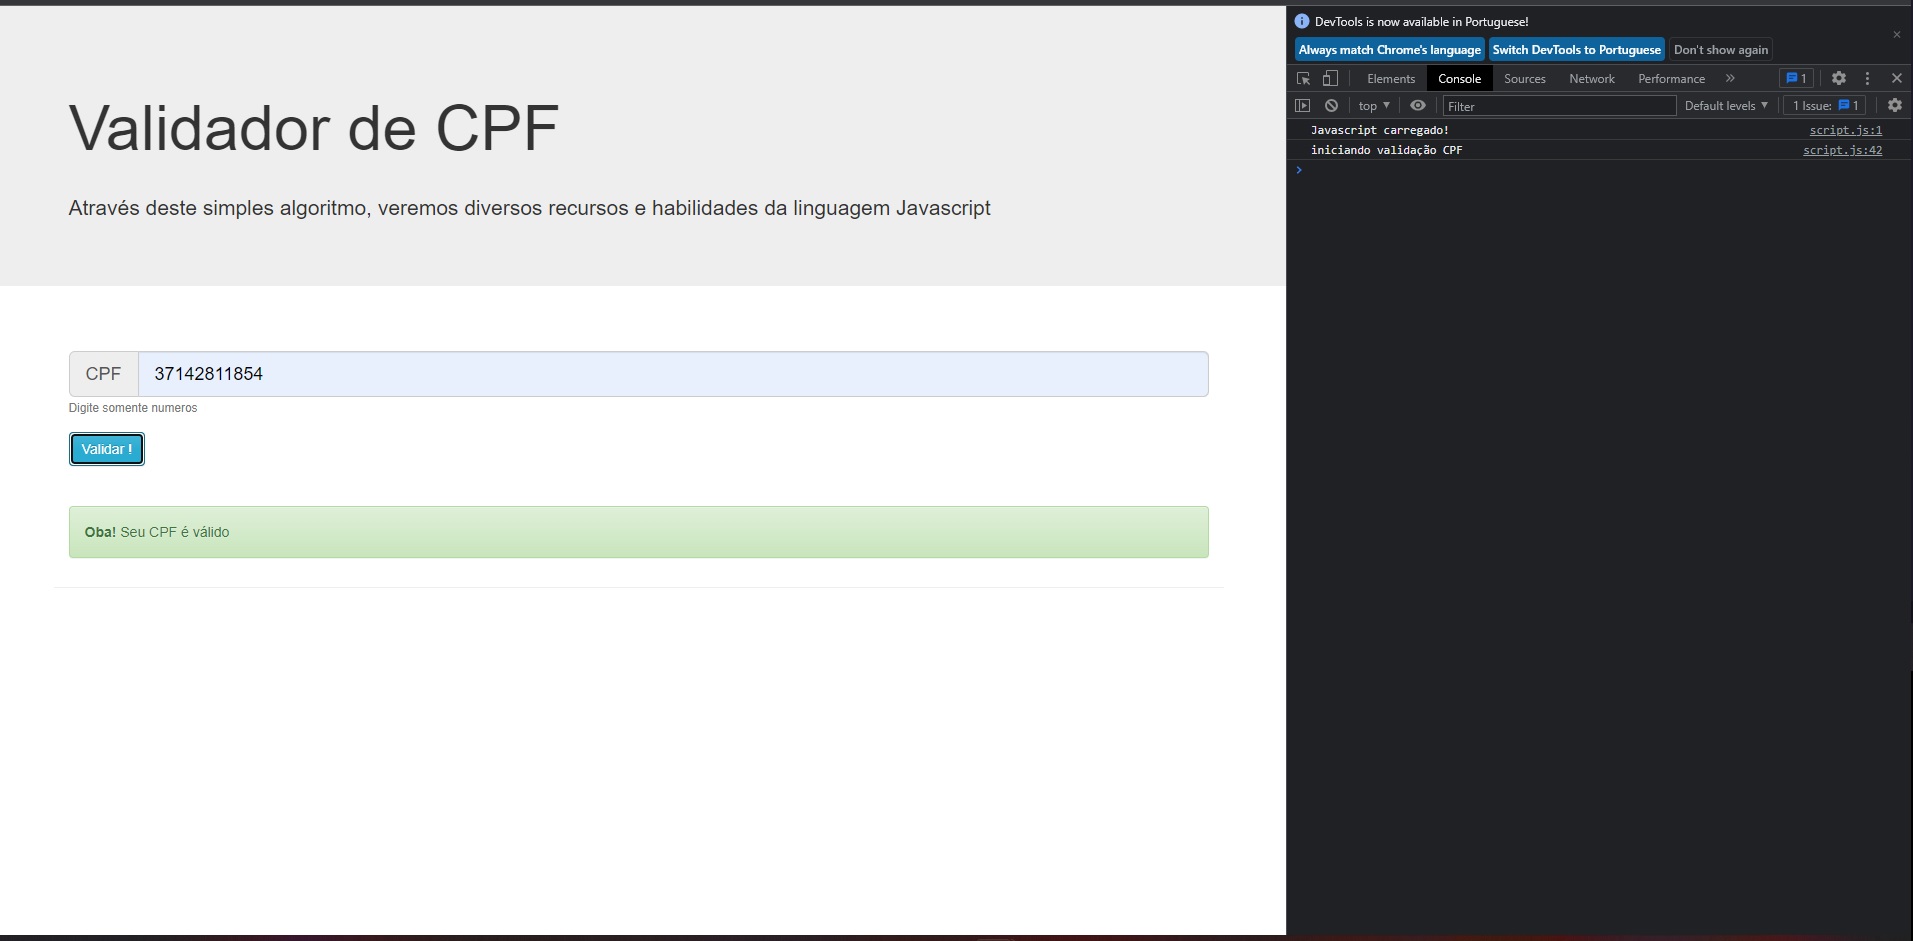 Validador de CPF
Através deste simples algoritmo, veremos diversos recursos e habilidades da linguagem Javascript
CPF 37142811854
Digite somente numeros
Validar !
Oba! Seu CPF é válido
DevTools is now available in Portuguese!
Always match Chrome's language Switch DevTools to Portuguese Don't show again
Elements Console Sources Network Performance 1
top Filter Default levels 1 Issue: 1
Javascript carregado! script.js:1
iniciando validação CPF script.js:42